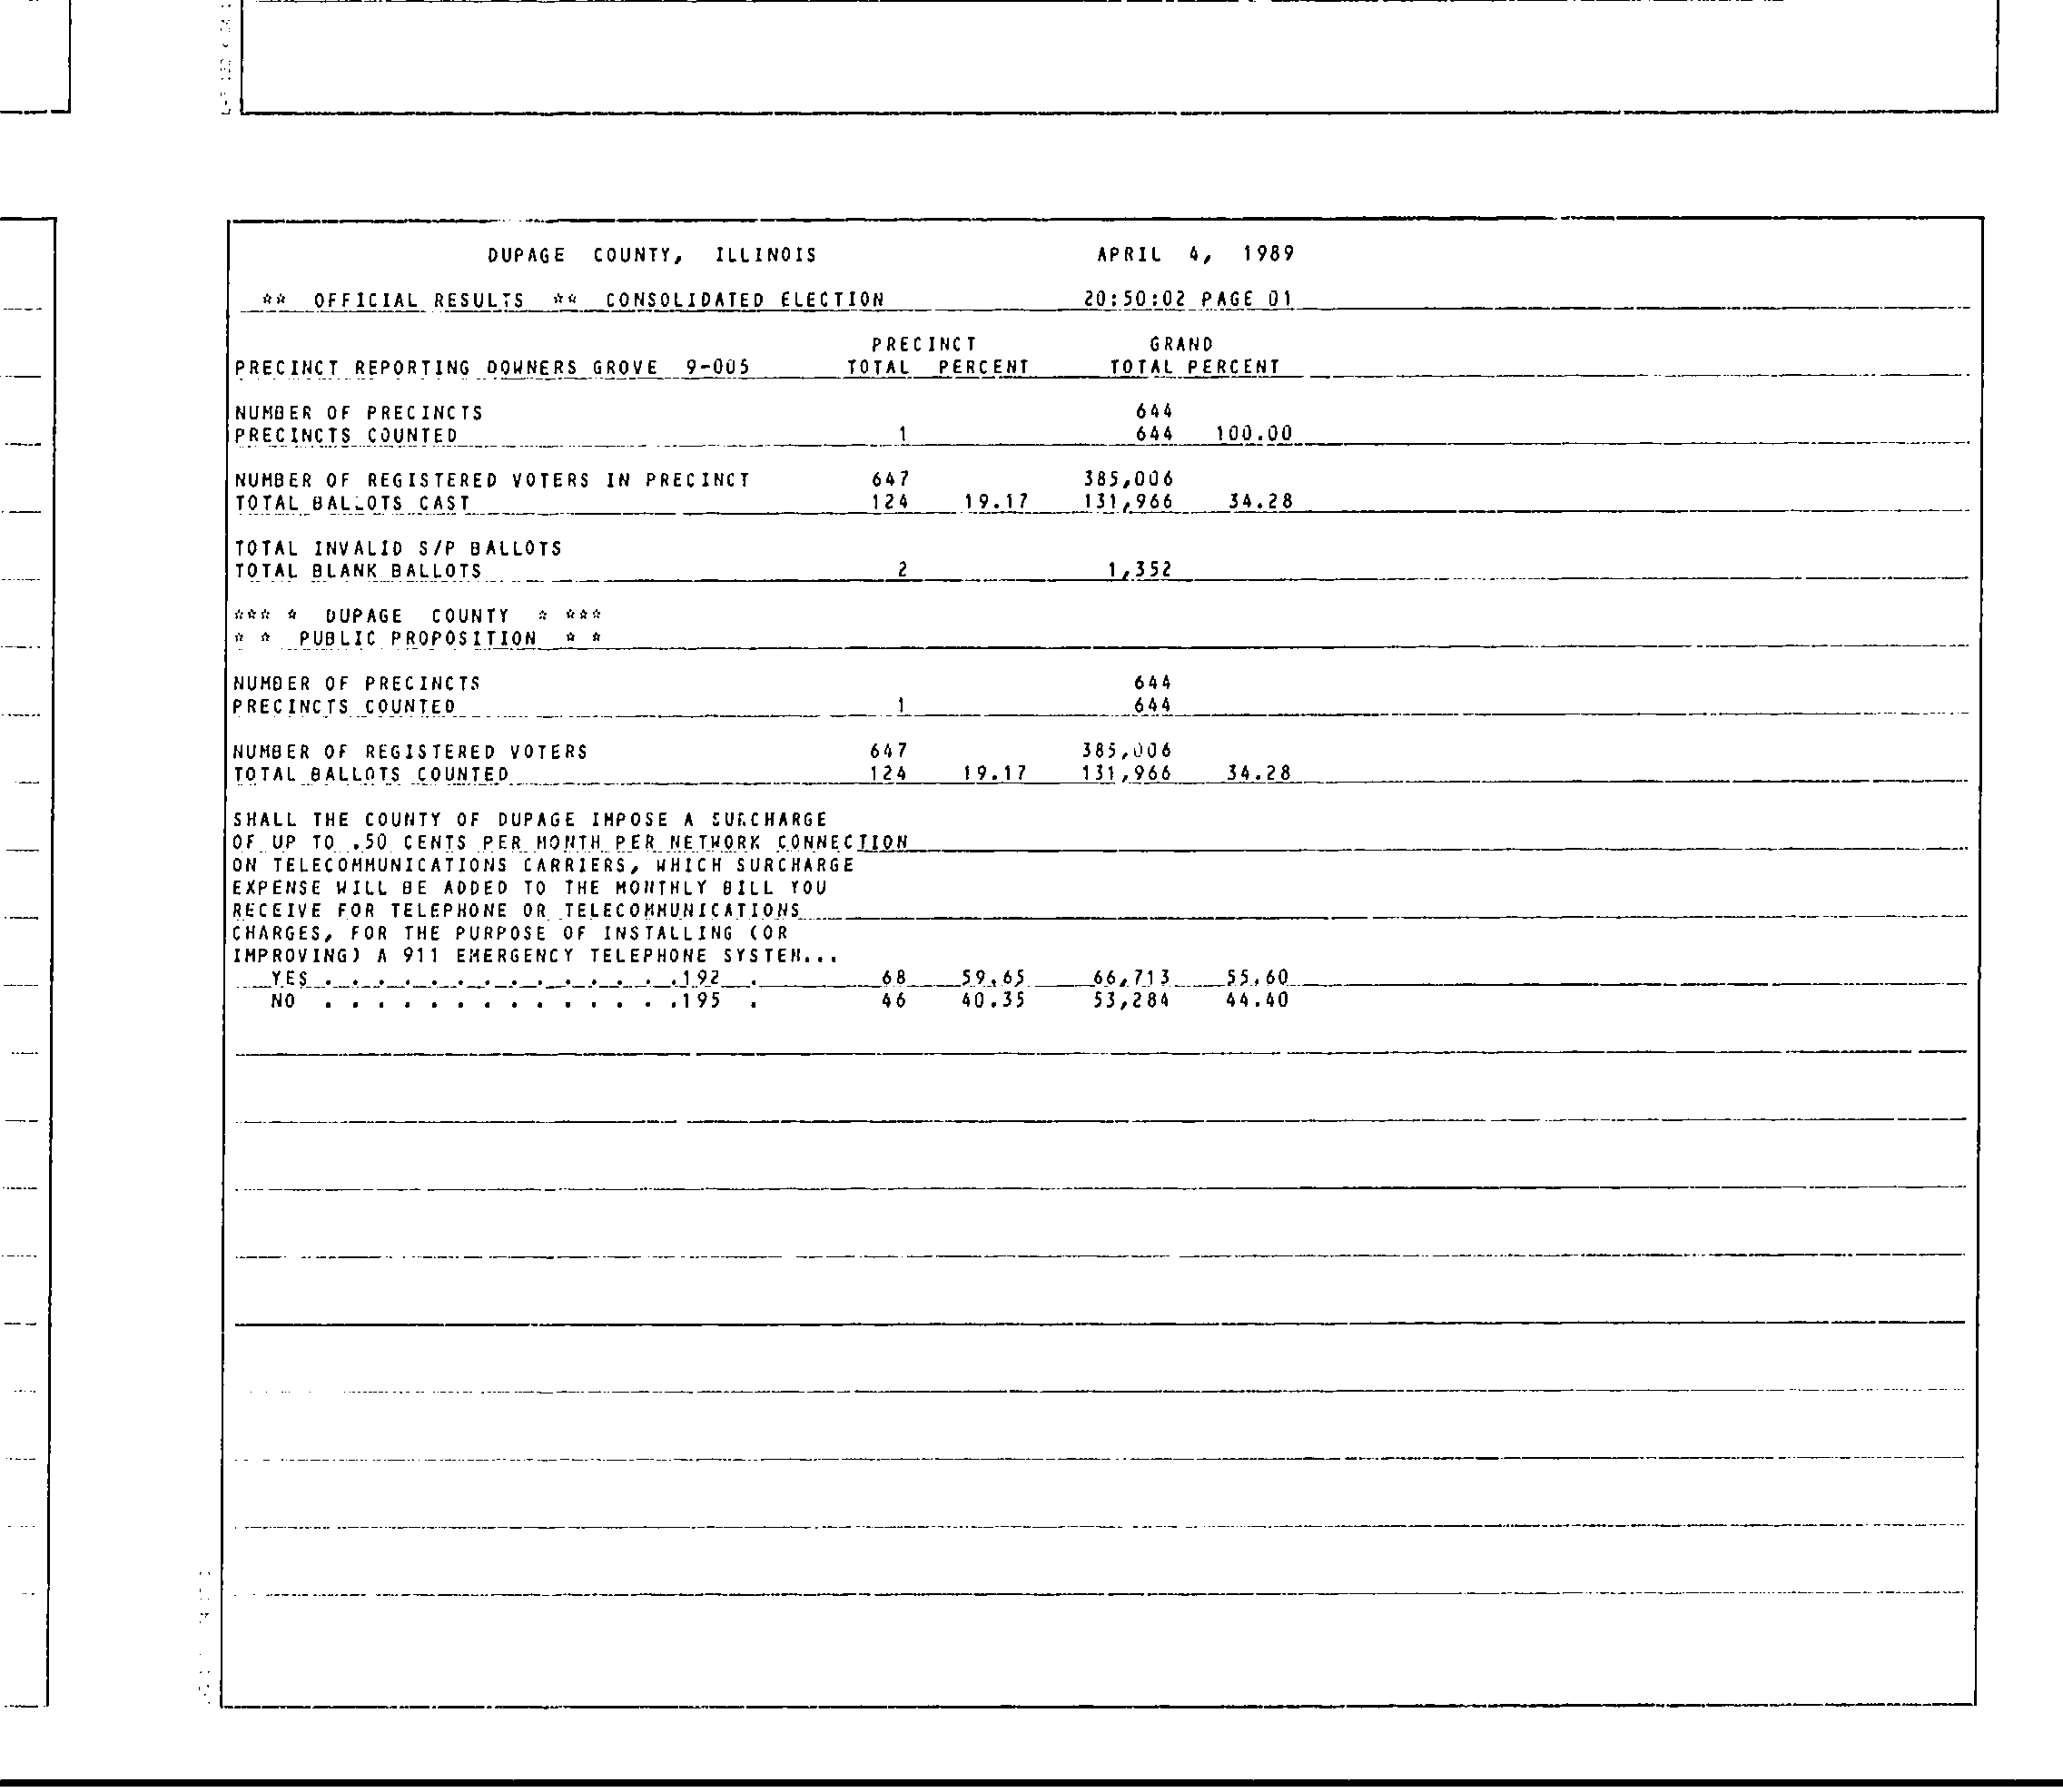 DUPAGE COUNTY, ILLINOIS APRIL 4, 1989
** OFFICIAL RESULTS ** CONSOLIDATED ELECTION 20:50:02 PAGE 01
PRECINCT GRAND
PRECINCT REPORTING DOWNERS GROVE 9-005 TOTAL PERCENT TOTAL PERCENT
NUMBER OF PRECINCTS 644
PRECINCTS COUNTED 1 644 100.00
NUMBER OF REGISTERED VOTERS IN PRECINCT 647 385,006
TOTAL BALLOTS CAST 124 19.17 131,966 34.28
TOTAL INVALID S/P BALLOTS
TOTAL BLANK BALLOTS 2 1,352
*** * DUPAGE COUNTY * ***
* * PUBLIC PROPOSITION * *
NUMBER OF PRECINCTS 644
PRECINCTS COUNTED 1 644
NUMBER OF REGISTERED VOTERS 647 385,006
TOTAL BALLOTS COUNTED 124 19.17 131,966 34.28
SHALL THE COUNTY OF DUPAGE IMPOSE A SURCHARGE
OF UP TO .50 CENTS PER MONTH PER NETWORK CONNECTION
ON TELECOMMUNICATIONS CARRIERS, WHICH SURCHARGE
EXPENSE WILL BE ADDED TO THE MONTHLY BILL YOU
RECEIVE FOR TELEPHONE OR TELECOMMUNICATIONS
CHARGES, FOR THE PURPOSE OF INSTALLING (OR
IMPROVING) A 911 EMERGENCY TELEPHONE SYSTEM...
YES . . . . . . . . . . . . . .192 . 68 59.65 66,713 55.60
NO . . . . . . . . . . . . . .195 . 46 40.35 53,284 44.40